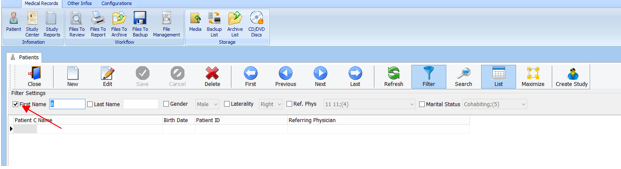 Medical Records Other Infos Configurations
Patient Study Center Study Reports Files To Review Files To Report Files To Archive Files To Backup File Management Media Backup List Archive List CD/DVD Discs
Infomation Workflow Storage
Patients
Close New Edit Save Cancel Delete First Previous Next Last Refresh Filter Search List Maximize Create Study
Filter Settings
First Name Last Name Gender Male Laterality Right Ref. Phys 11 11;(4) Marital Status Cohabiting;(5)
Patient C Name Birth Date Patient ID Referring Physician